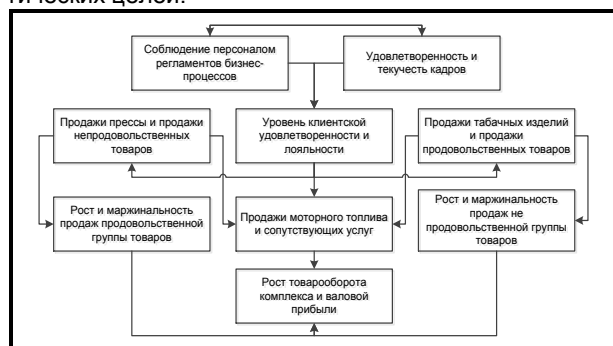 тических целей.
Соблюдение персоналом
регламентов бизнес-
процессов
Удовлетворенность и
текучесть кадров
Продажи прессы и продажи
непродовольственных
товаров
Уровень клиентской
удовлетворенности и
лояльности
Продажи табачных изделий
и продажи
продовольственных товаров
Рост и маржинальность
продаж продовольственной
группы товаров
Продажи моторного топлива
и сопутствующих услуг
Рост и маржинальность
продаж не
продовольственной группы
товаров
Рост товарооборота
комплекса и валовой
прибыли